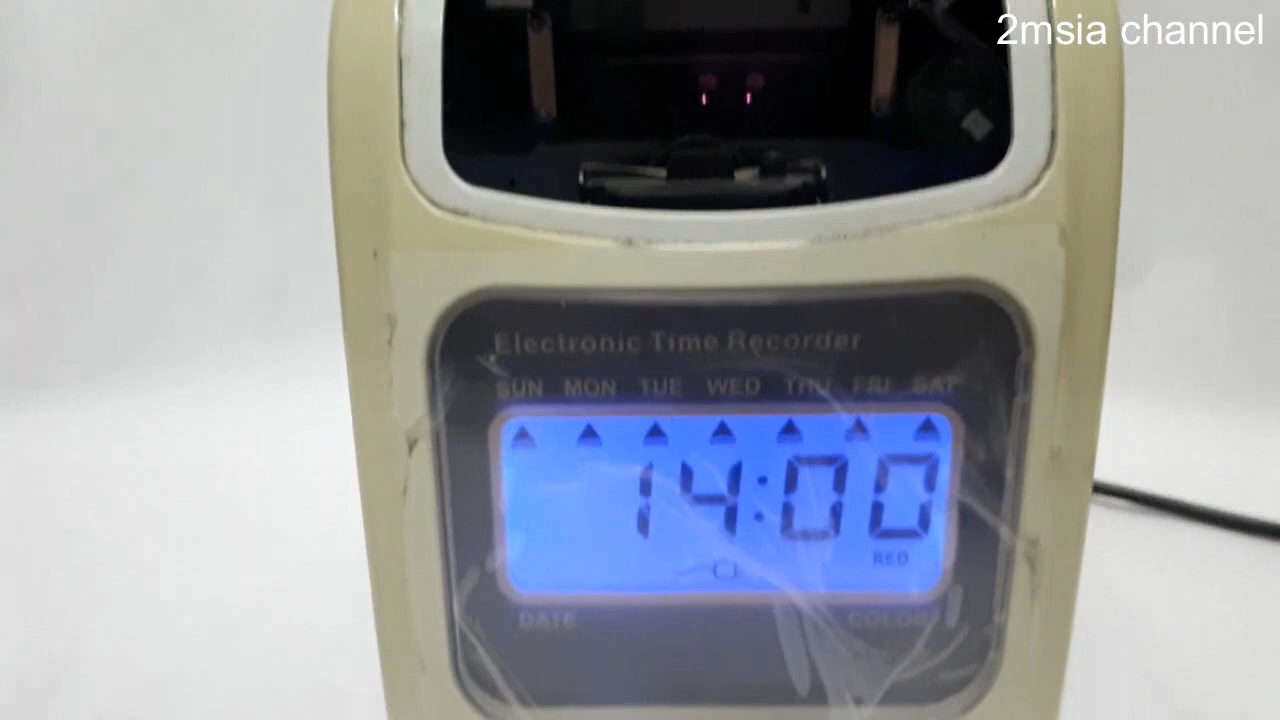 2msia channel
Electronic Time Recorder
SUN MON TUE WED THU FRI SAT
14:00
RED
DATE COLOR